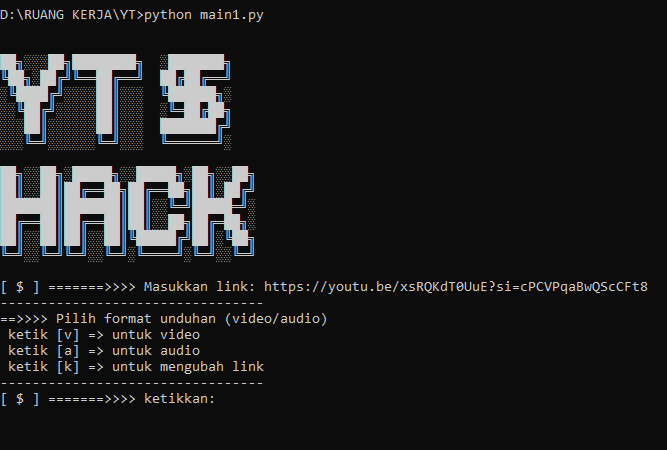 D:\RUANG KERJA\YT>python main1.py
YT $
HACK
[ $ ] =======>>>> Masukkan link: https://youtu.be/xsRQKdT0UuE?si=cPCVPqaBwQScCFt8
---------------------------------
==>>>> Pilih format unduhan (video/audio)
ketik [v] => untuk video
ketik [a] => untuk audio
ketik [k] => untuk mengubah link
---------------------------------
[ $ ] =======>>>> ketikkan: